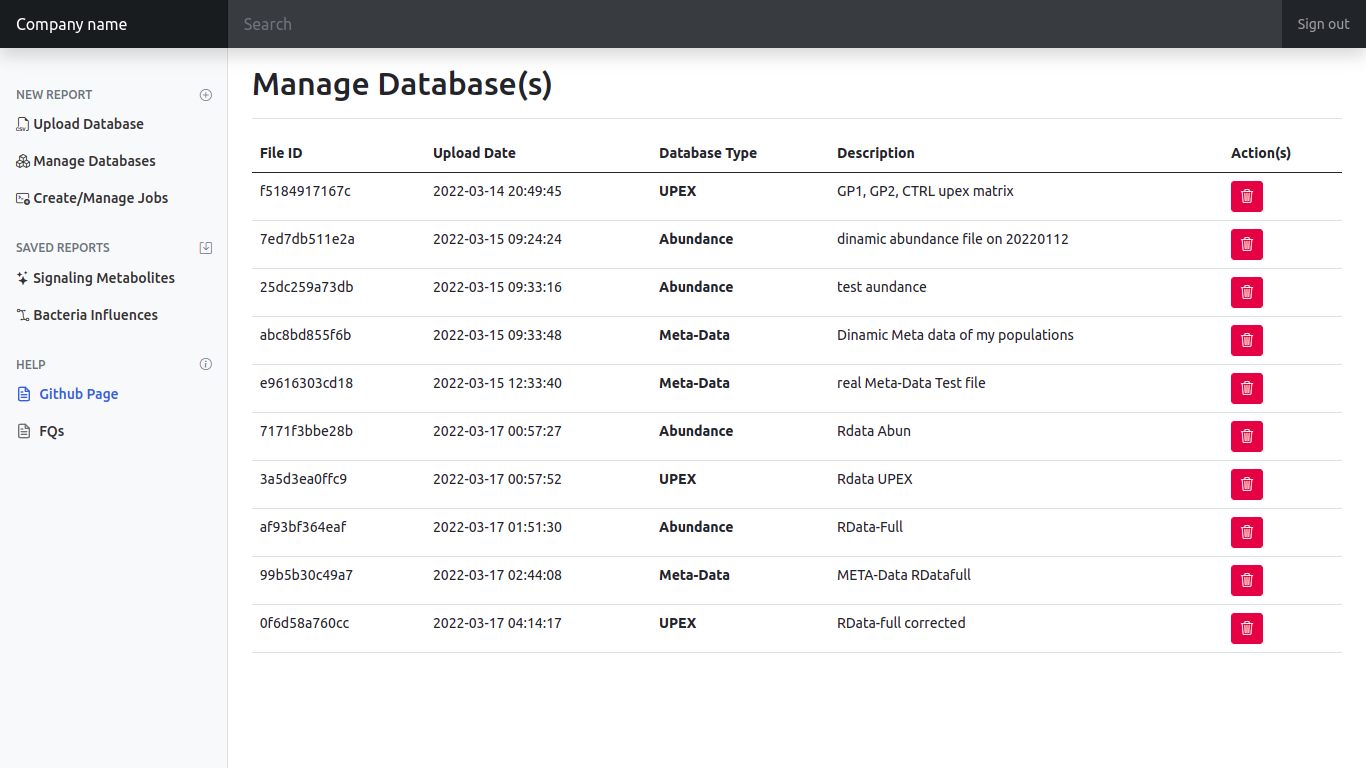 Company name Search Sign out
Manage Database(s)
NEW REPORT
CSV Upload Database
Manage Databases
Create/Manage Jobs
SAVED REPORTS
Signaling Metabolites
Bacteria Influences
HELP
Github Page
FQs
File ID Upload Date Database Type Description Action(s)
f5184917167c 2022-03-14 20:49:45 UPEX GP1, GP2, CTRL upex matrix
7ed7db511e2a 2022-03-15 09:24:24 Abundance dinamic abundance file on 20220112
25dc259a73db 2022-03-15 09:33:16 Abundance test aundance
abc8bd855f6b 2022-03-15 09:33:48 Meta-Data Dinamic Meta data of my populations
e9616303cd18 2022-03-15 12:33:40 Meta-Data real Meta-Data Test file
7171f3bbe28b 2022-03-17 00:57:27 Abundance Rdata Abun
3a5d3ea0ffc9 2022-03-17 00:57:52 UPEX Rdata UPEX
af93bf364eaf 2022-03-17 01:51:30 Abundance RData-Full
99b5b30c49a7 2022-03-17 02:44:08 Meta-Data META-Data RDatafull
0f6d58a760cc 2022-03-17 04:14:17 UPEX RData-full corrected